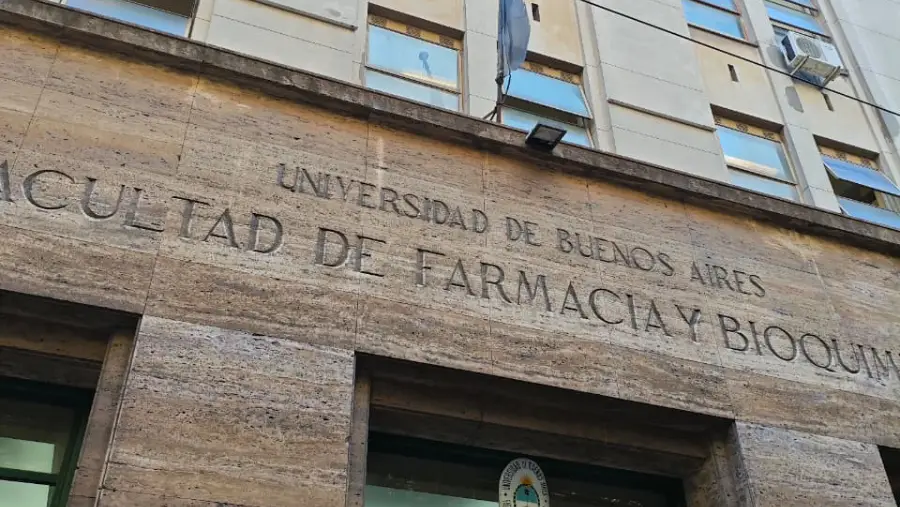 UNIVERSIDAD DE BUENOS AIRES
ACULTAD DE FARMACIA Y BIOQUIM